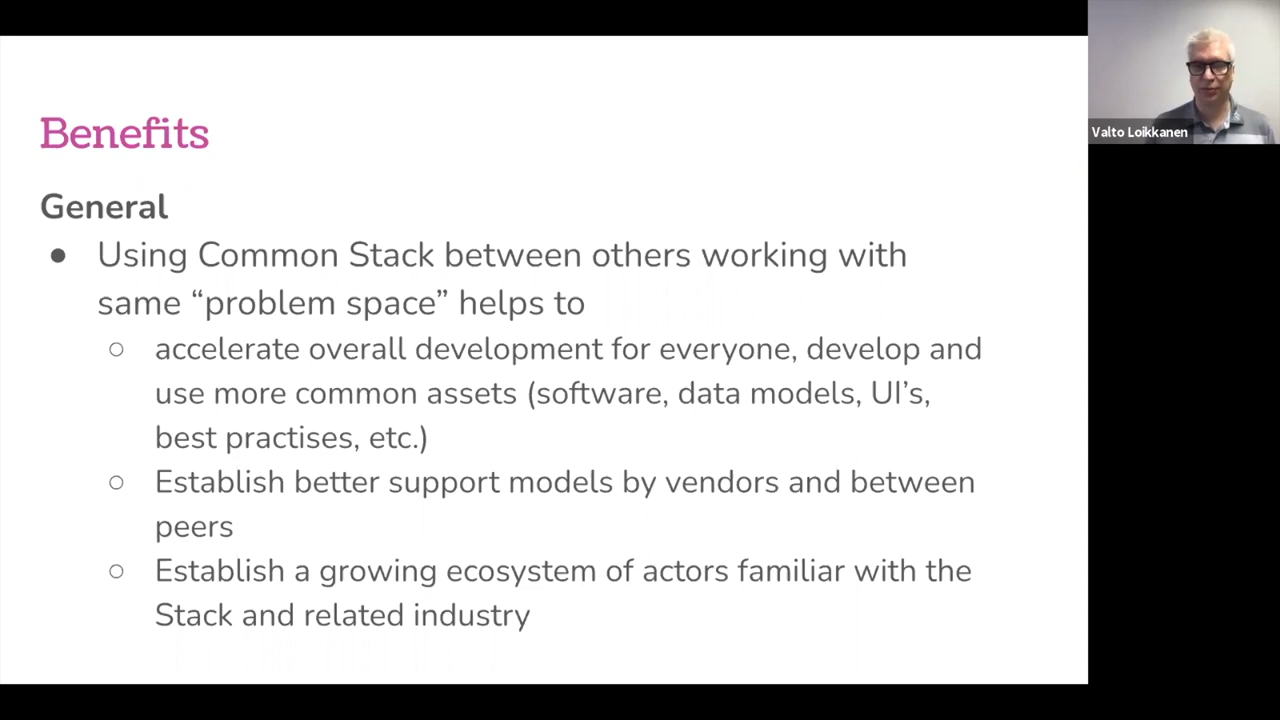 Benefits
General
● Using Common Stack between others working with
same “problem space” helps to
○ accelerate overall development for everyone, develop and
use more common assets (software, data models, UI’s,
best practises, etc.)
○ Establish better support models by vendors and between
peers
○ Establish a growing ecosystem of actors familiar with the
Stack and related industry
Valto Loikkanen